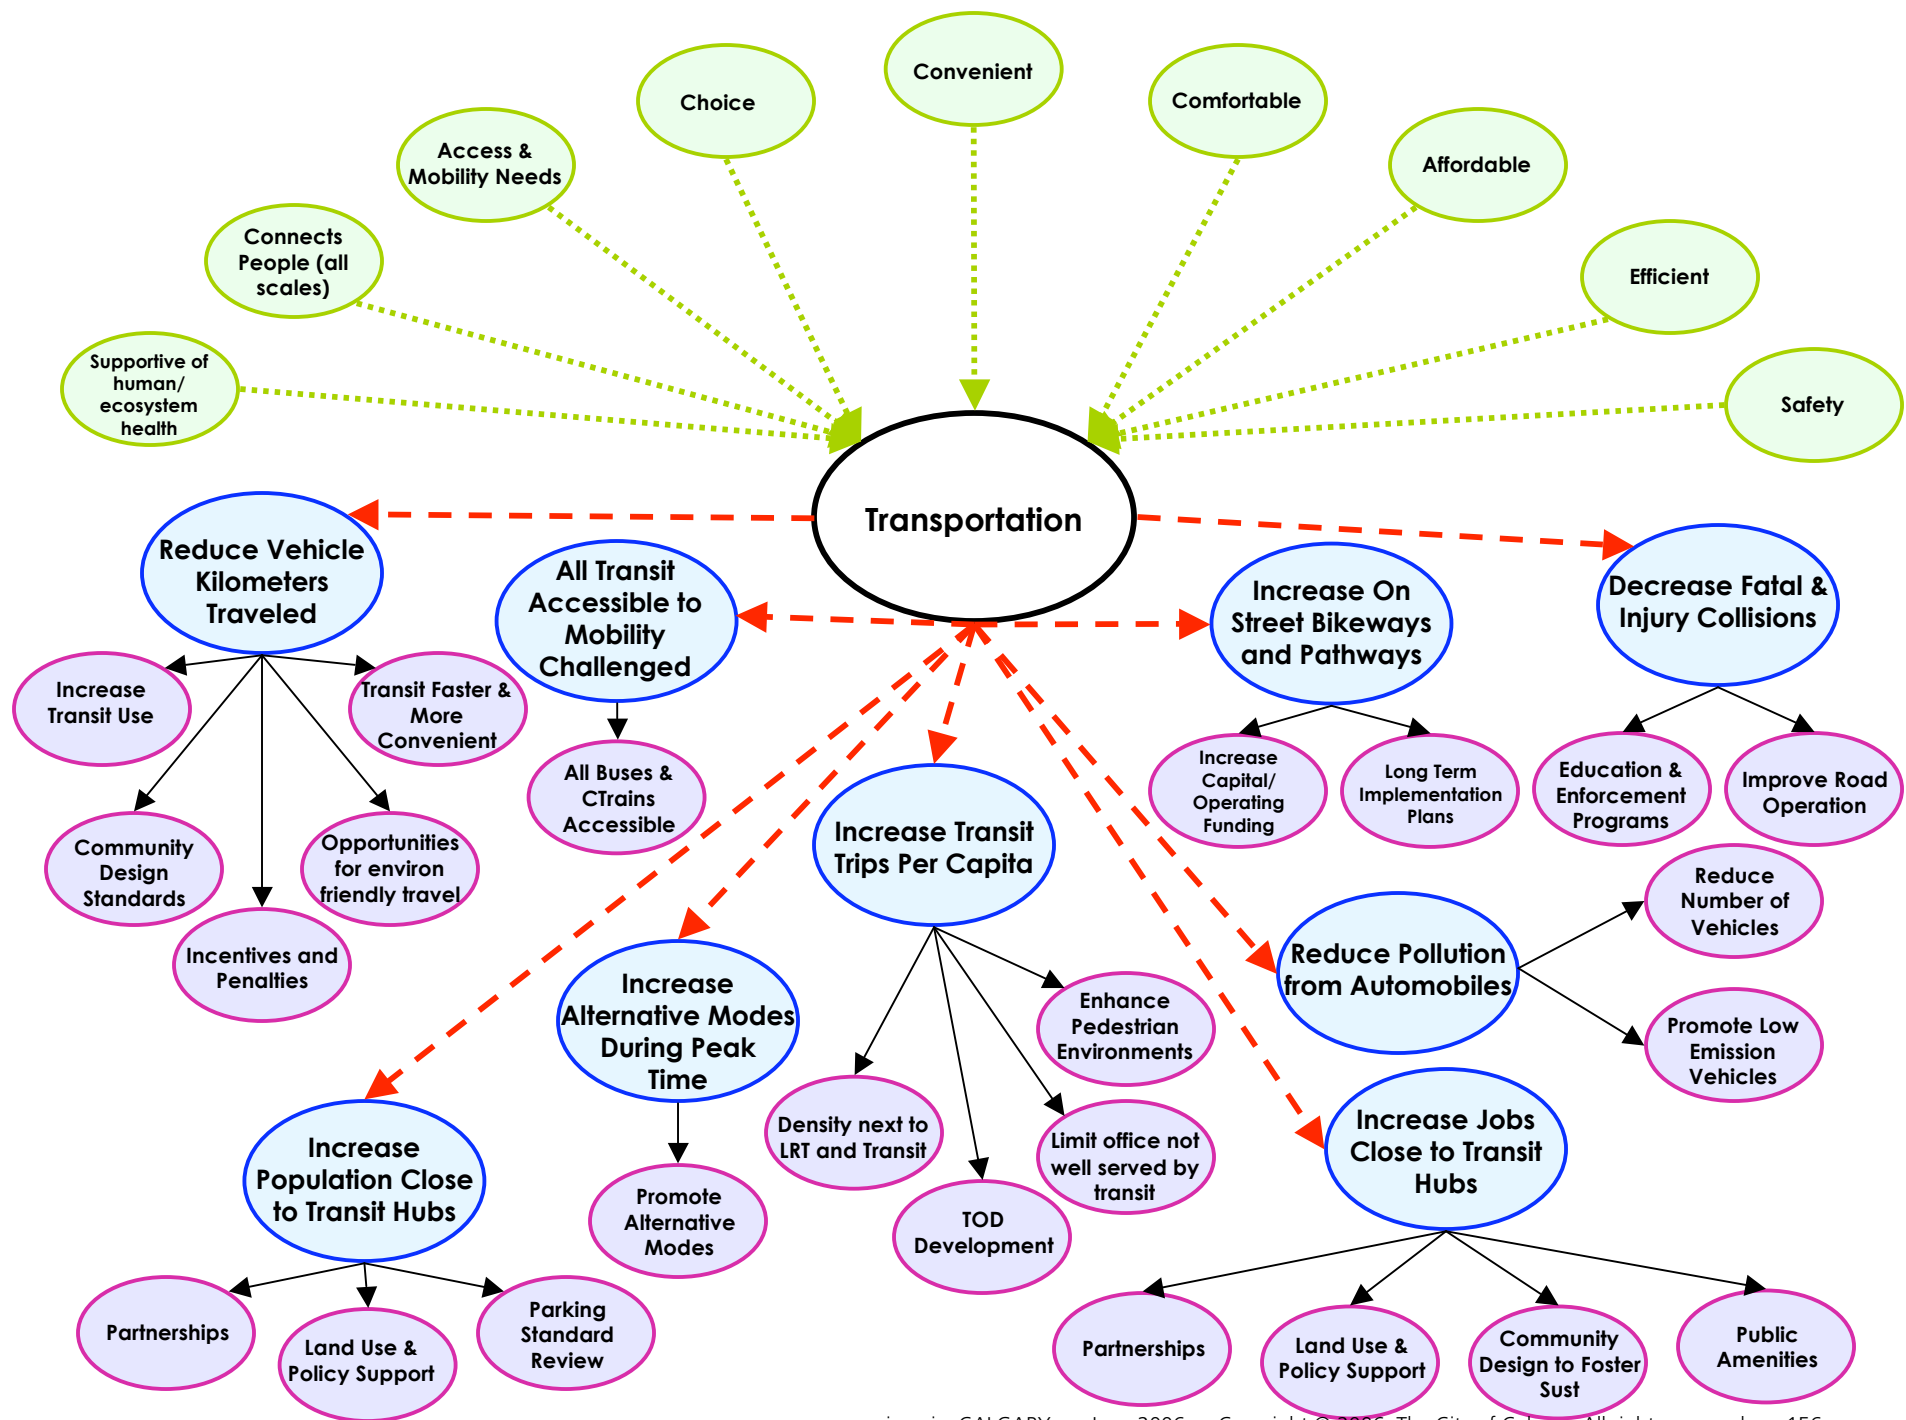 Convenient
Choice
Comfortable
Access &
Mobility Needs
Affordable
Connects
People (all
scales)
Efficient
Supportive of
human/
ecosystem
health
Safety
Transportation
Reduce Vehicle
Kilometers
Traveled
All Transit
Accessible to
Mobility
Challenged
Increase On
Street Bikeways
and Pathways
Decrease Fatal &
Injury Collisions
Increase
Transit Use
Transit Faster &
More
Convenient
Community
Design
Standards
Opportunities
for environ
friendly travel
Incentives and
Penalties
All Buses &
CTrains
Accessible
Increase Transit
Trips Per Capita
Increase
Capital/
Operating
Funding
Long Term
Implementation
Plans
Education &
Enforcement
Programs
Improve Road
Operation
Reduce Pollution
from Automobiles
Reduce
Number of
Vehicles
Promote Low
Emission
Vehicles
Increase
Alternative Modes
During Peak
Time
Enhance
Pedestrian
Environments
Density next to
LRT and Transit
Limit office not
well served by
transit
TOD
Development
Promote
Alternative
Modes
Increase
Population Close
to Transit Hubs
Increase Jobs
Close to Transit
Hubs
Partnerships
Land Use &
Policy Support
Parking
Standard
Review
Partnerships
Land Use &
Policy Support
Community
Design to Foster
Sust
Public
Amenities